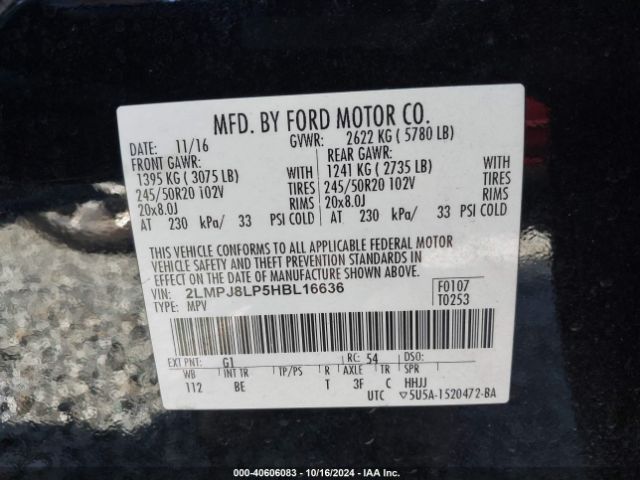 MFD. BY FORD MOTOR CO.
DATE: 11/16 GVWR: 2622 KG ( 5780 LB)
FRONT GAWR: REAR GAWR:
1395 KG ( 3075 LB) WITH 1241 KG ( 2735 LB) WITH
245/50R20 102V TIRES 245/50R20 102V TIRES
20x8.0J RIMS 20x8.0J RIMS
AT 230 kPa/ 33 PSI COLD AT 230 kPa/ 33 PSI COLD
THIS VEHICLE CONFORMS TO ALL APPLICABLE FEDERAL MOTOR
VEHICLE SAFETY AND THEFT PREVENTION STANDARDS IN
EFFECT ON THE DATE OF MANUFACTURE SHOWN ABOVE.
VIN: 2LMPJ8LP5HBL16636 F0107
TYPE: MPV T0253
EXT PNT: G1 RC: 54 DSO:
WB INT TR TP/PS R AXLE TR SPR
112 BE T 3F C HHJJ
UTC ▽5U5A-1520472-BA
000-40606083 | 10/16/2024 | IAA Inc.